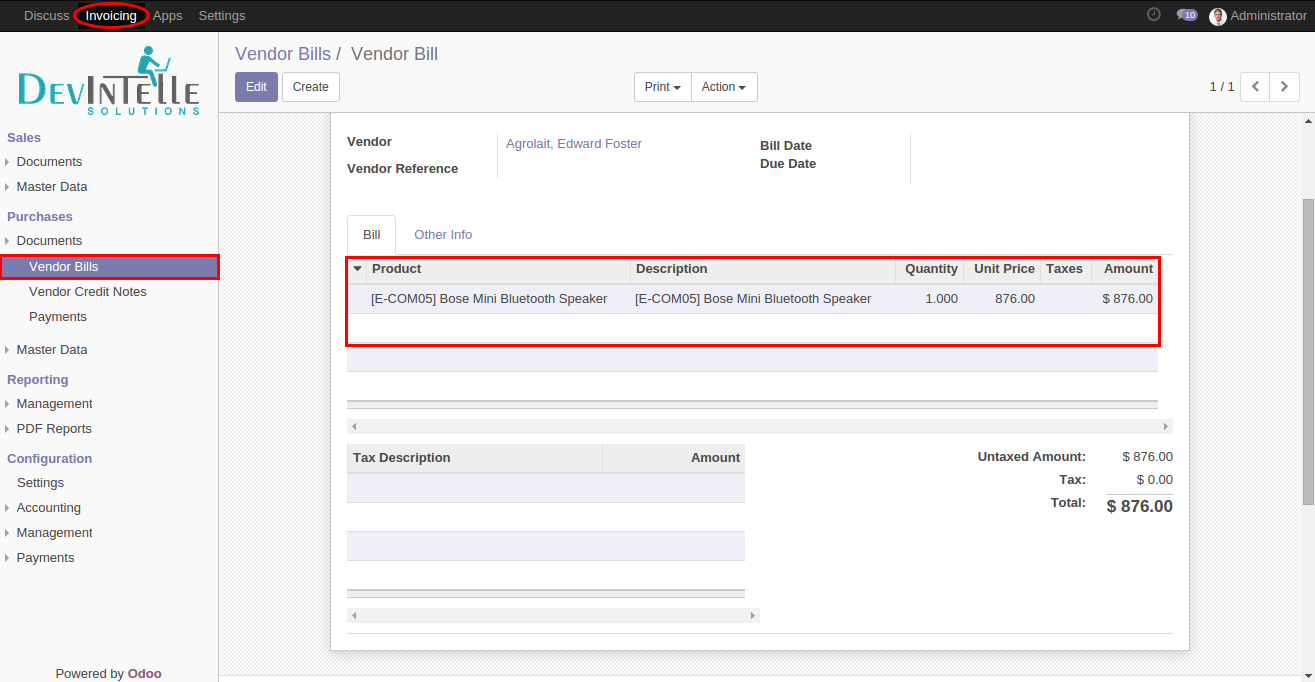 Discuss Invoicing Apps Settings 10 Administrator
DEVINTELLE
SOLUTIONS
Vendor Bills / Vendor Bill
Edit Create Print Action 1 / 1
Sales
Documents
Master Data
Purchases
Documents
Vendor Bills
Vendor Credit Notes
Payments
Master Data
Reporting
Management
PDF Reports
Configuration
Settings
Accounting
Management
Payments
Powered by Odoo
Vendor Agrolait, Edward Foster Bill Date
Vendor Reference Due Date
Bill Other Info
Product Description Quantity Unit Price Taxes Amount
[E-COM05] Bose Mini Bluetooth Speaker [E-COM05] Bose Mini Bluetooth Speaker 1.000 876.00 $ 876.00
Tax Description Amount
Untaxed Amount: $ 876.00
Tax: $ 0.00
Total: $ 876.00